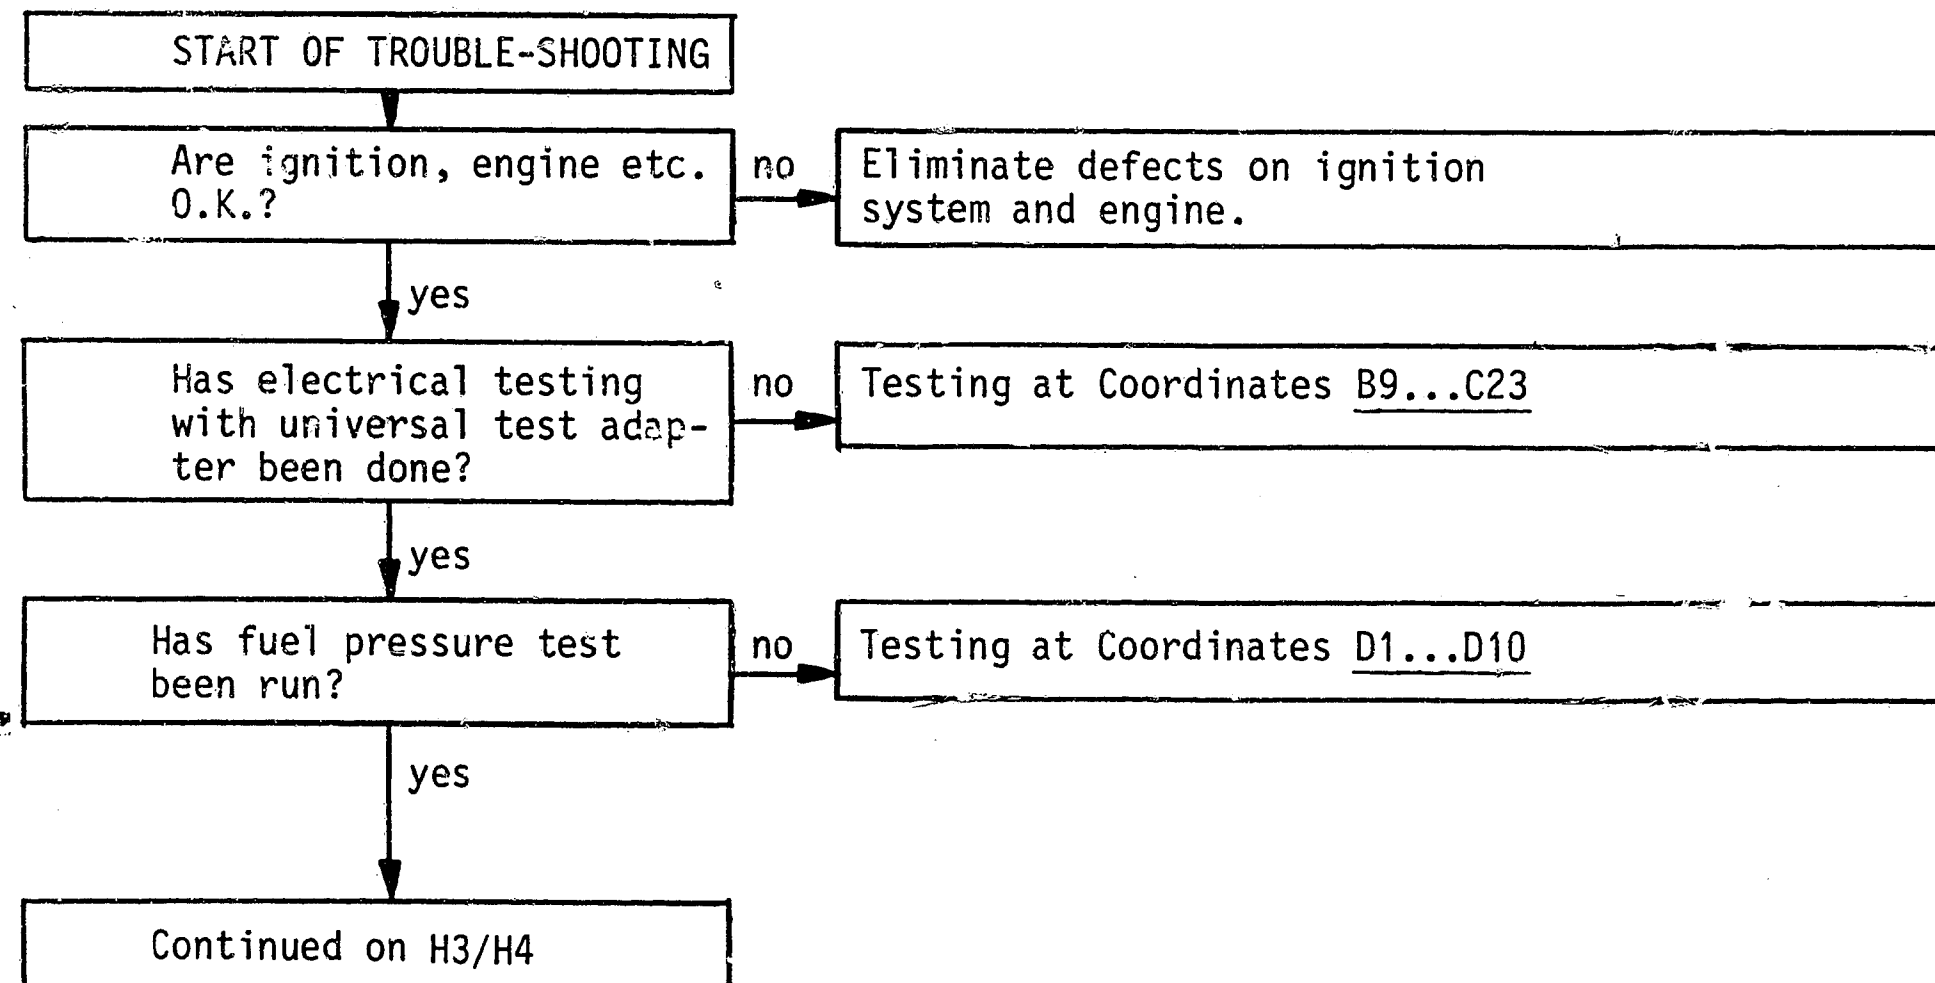 START OF TROUBLE-SHOOTING
Are ignition, engine etc.
O.K.?
no
Eliminate defects on ignition
system and engine.
yes
Has electrical testing
with universal test adap-
ter been done?
no
Testing at Coordinates B9...C23
yes
Has fuel pressure test
been run?
no
Testing at Coordinates D1...D10
yes
Continued on H3/H4